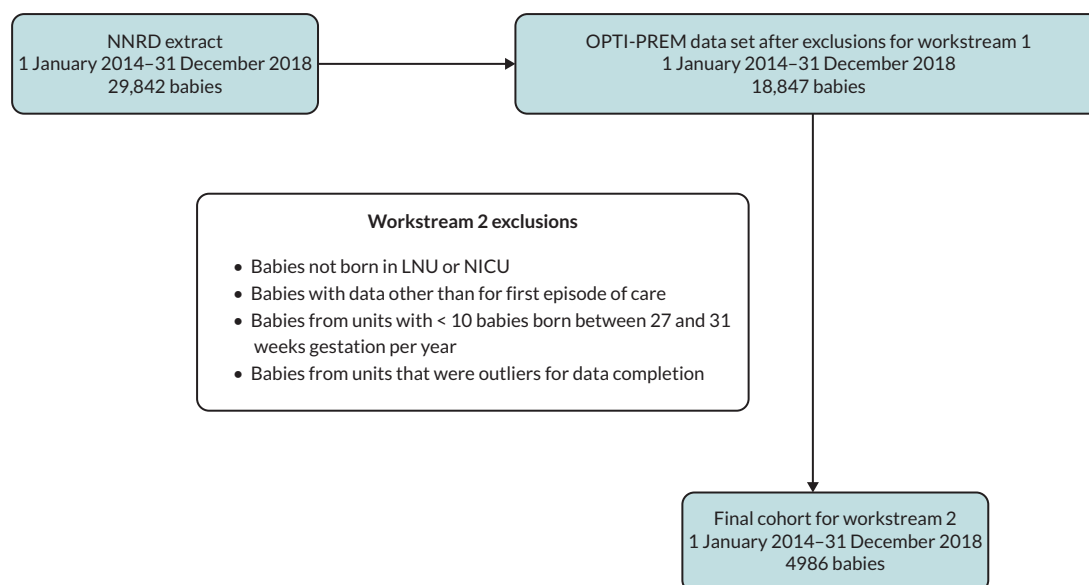 NNRD extract
1 January 2014–31 December 2018
29,842 babies
OPTI-PREM data set after exclusions for workstream 1
1 January 2014–31 December 2018
18,847 babies
Workstream 2 exclusions
• Babies not born in LNU or NICU
• Babies with data other than for first episode of care
• Babies from units with < 10 babies born between 27 and 31
weeks gestation per year
• Babies from units that were outliers for data completion
Final cohort for workstream 2
1 January 2014–31 December 2018
4986 babies